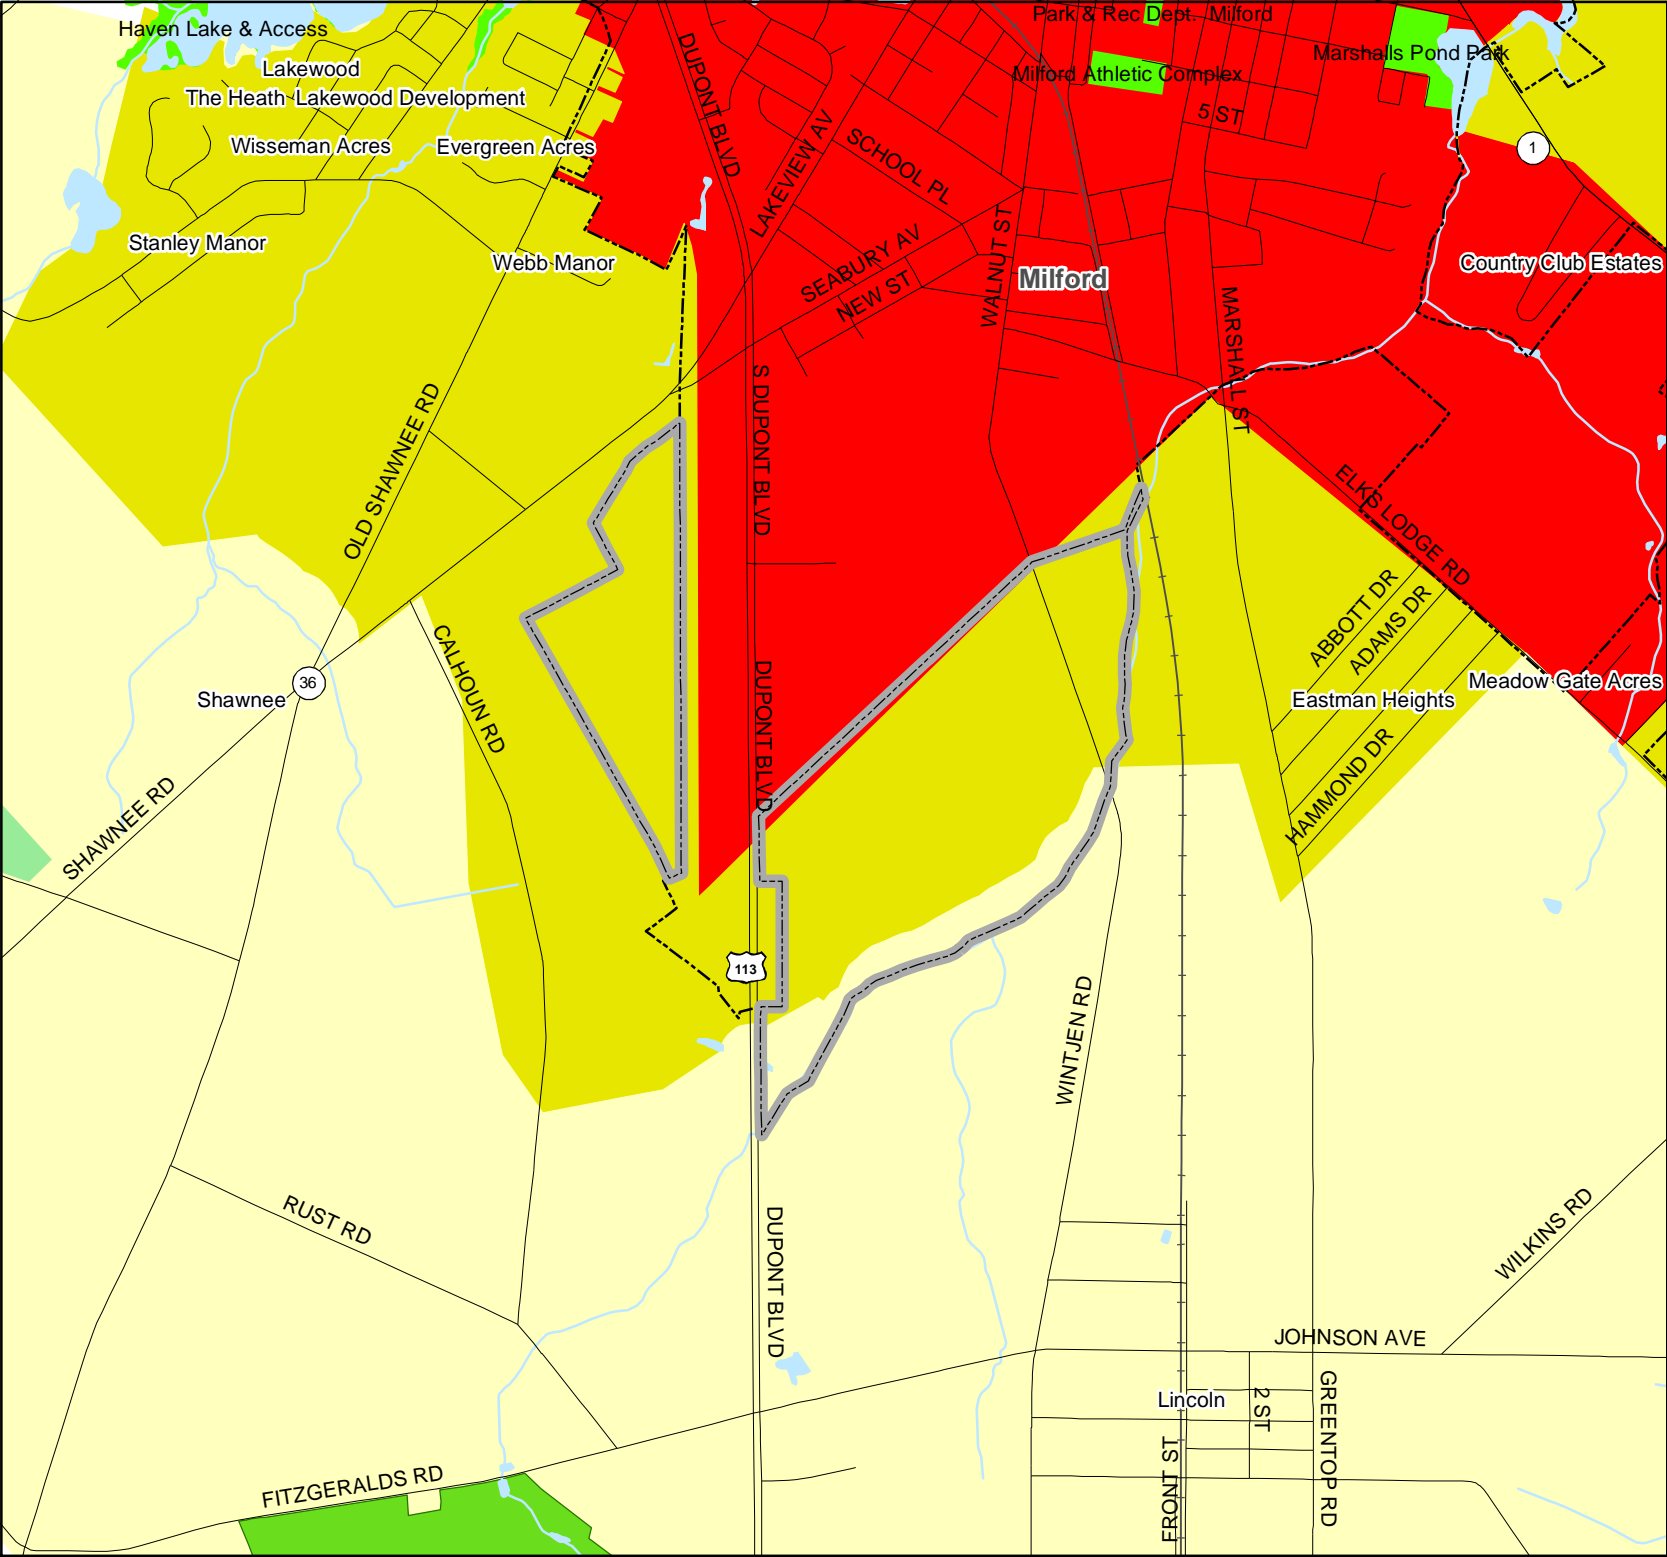 Park & Rec Dept. Milford
Haven Lake & Access
Marshalls Pond Park
DUPONT BLVD
Lakewood
Milford Athletic Complex
The Heath Lakewood Development
5 ST
Wisseman Acres
Evergreen Acres
1
LAKEVIEW AV
SCHOOL PL
Stanley Manor
Webb Manor
SEABURY AV
WALNUT ST
Country Club Estates
Milford
NEW ST
MARSHALL ST
S DUPONT BLVD
OLD SHAWNEE RD
ELKS LODGE RD
ABBOTT DR
ADAMS DR
36
Shawnee
CALHOUN RD
DUPONT BLVD
Meadow Gate Acres
Eastman Heights
HAMMOND DR
SHAWNEE RD
113
WINTJEN RD
RUST RD
DUPONT BLVD
WILKINS RD
JOHNSON AVE
Lincoln
2 ST
GREENTOP RD
FITZGERALDS RD
FRONT ST